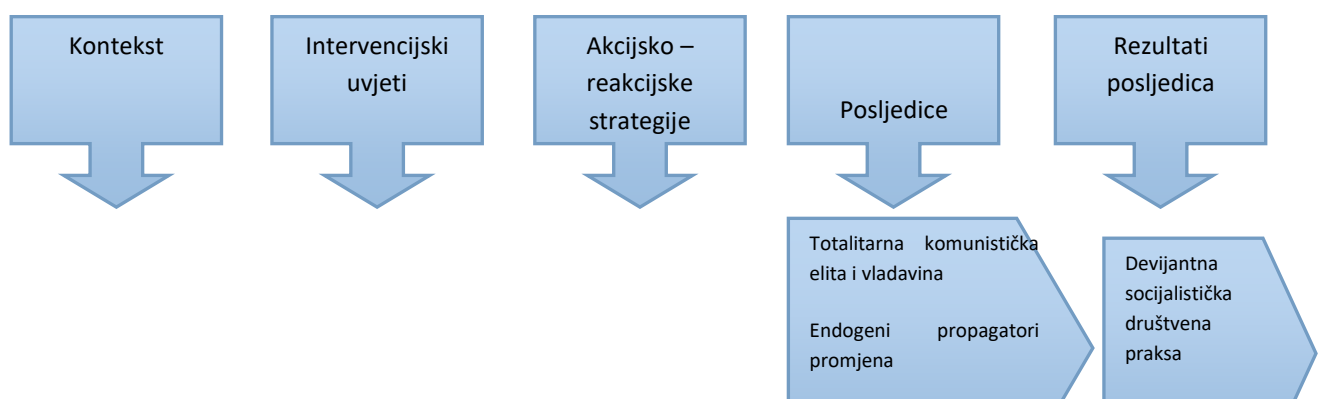 Kontekst
Intervencijski
uvjeti
Akcijsko –
reakcijske
strategije
Posljedice
Rezultati
posljedica
Totalitarna komunistička
elita i vladavina
Endogeni propagatori
promjena
Devijantna
socijalistička
društvena
praksa